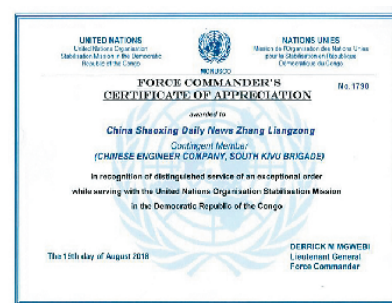 UNITED NATIONS
United Nations Organisation
Stabilisation Mission in the Democratic
Republic of the Congo
NATIONS UNIES
Mission de l'Organisation des Nations Unies
pour la Stabilisation en République
Démocratique du Congo
MONUSCO
FORCE COMMANDER'S
CERTIFICATE OF APPRECIATION
No. 1790
awarded to
China Shaoxing Daily News Zhang Liangzong
Contingent Member
(CHINESE ENGINEER COMPANY, SOUTH KIVU BRIGADE)
in recognition of distinguished service of an exceptional order
while serving with the United Nations Organisation Stabilisation Mission
in the Democratic Republic of the Congo
The 19th day of August 2018
DERRICK M MGWEBI
Lieutenant General
Force Commander